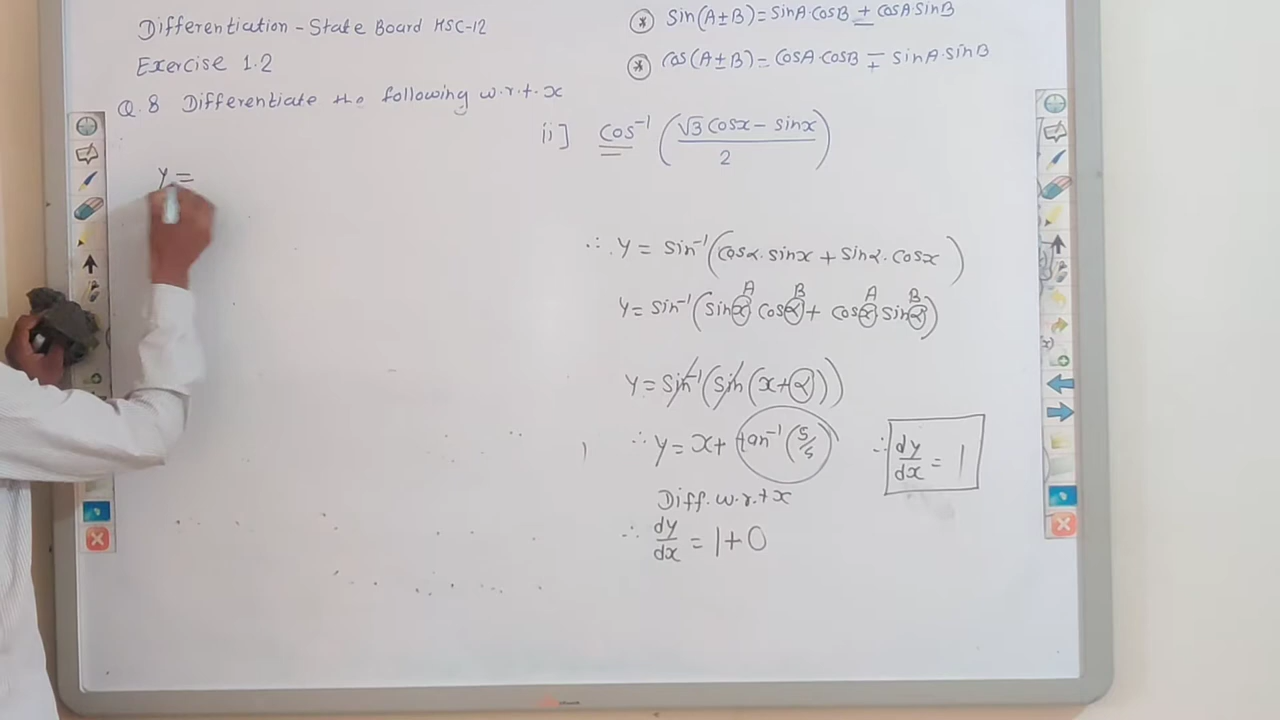 Differentiation - State Board HSC-12
Exercise 1.2
Q.8 Differentiate the following w.r.t. x
y =
⊛ sin(A±B) = sinA·cosB ± cosA·sinB
⊛ cos(A±B) = cosA·cosB ∓ sinA·sinB
ii] cos⁻¹ ((√3 cosx − sinx)/2)
∴ y = sin⁻¹(cosα·sinx + sinα·cosx)
A B A B
y = sin⁻¹(sinx cosα + cosx sinα)
y = sin⁻¹(sin(x+α))
∴ y = x + tan⁻¹(5/4)
∴ dy/dx = 1
Diff. w.r.t x
∴ dy/dx = 1+0